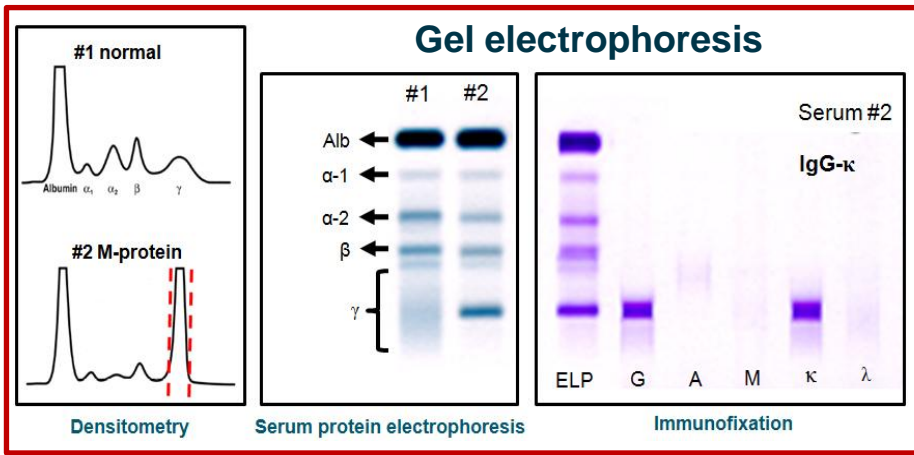 Gel electrophoresis
#1 normal
Albumin α₁ α₂ β γ
#2 M-protein
Densitometry
#1 #2
Alb
α-1
α-2
β
γ
Serum protein electrophoresis
Serum #2
IgG-κ
ELP G A M κ λ
Immunofixation